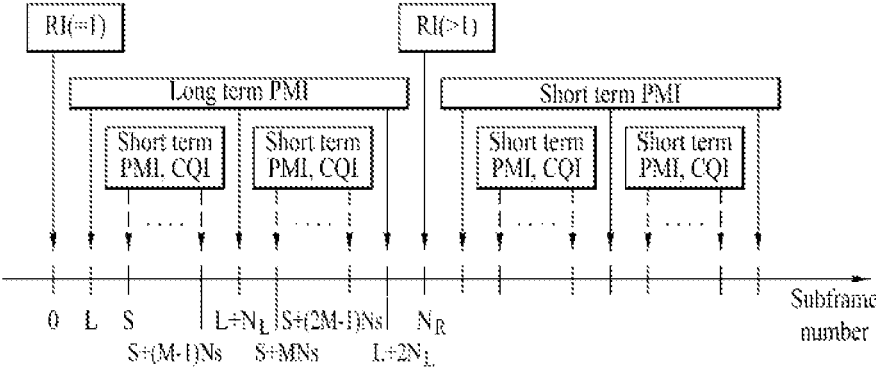 RI(=1)
RI(>1)
Long term PMI
Short term PMI
Short term
PMI, CQI
Short term
PMI, CQI
Short term
PMI, CQI
Short term
PMI, CQI
0
L
S
S+(M-1)Ns
L+N_L
S+MNs
S+(2M-1)Ns
L+2N_L
N_R
Subframe
number